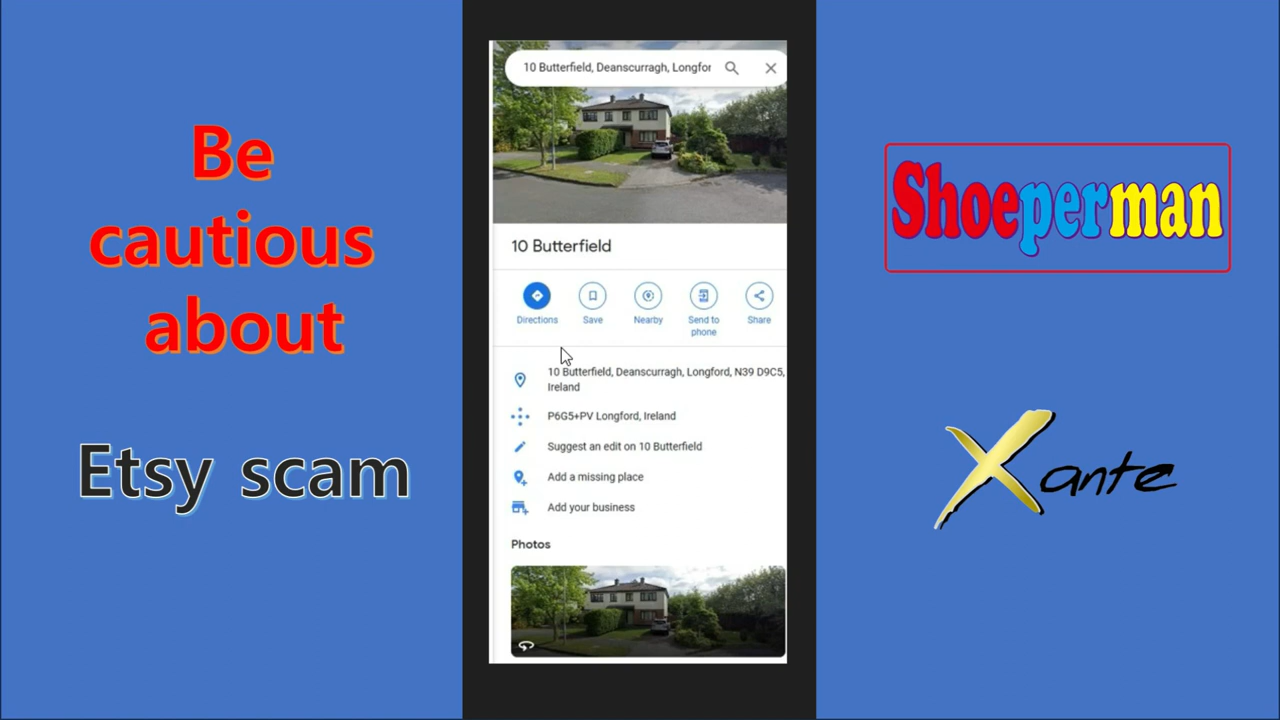 Be
cautious
about
Etsy scam
10 Butterfield, Deanscurragh, Longfor
10 Butterfield
Directions
Save
Nearby
Send to
phone
Share
10 Butterfield, Deanscurragh, Longford, N39 D9C5,
Ireland
P6G5+PV Longford, Ireland
Suggest an edit on 10 Butterfield
Add a missing place
Add your business
Photos
Shoeperman
Xante